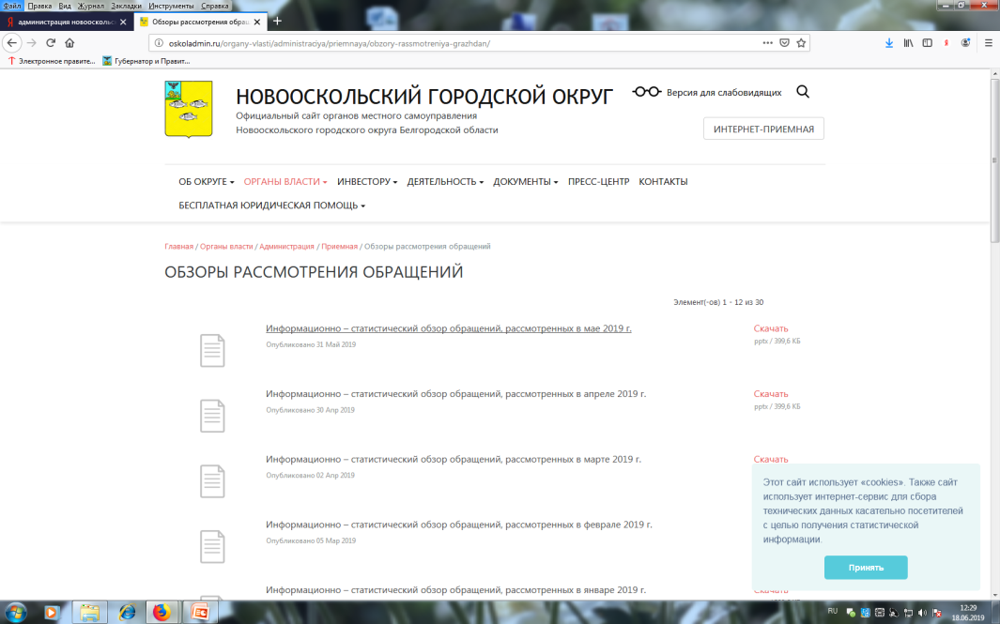 Файл Правка Вид Журнал Закладки Инструменты Справка
администрация новооскольс
Обзоры рассмотрения обращ
oskoladmin.ru/organy-vlasti/administraciya/priemnaya/obzory-rassmotreniya-grazhdan/
Электронное правите... Губернатор и Правит...
НОВООСКОЛЬСКИЙ ГОРОДСКОЙ ОКРУГ
Официальный сайт органов местного самоуправления
Новооскольского городского округа Белгородской области
Версия для слабовидящих
ИНТЕРНЕТ-ПРИЕМНАЯ
ОБ ОКРУГЕ ОРГАНЫ ВЛАСТИ ИНВЕСТОРУ ДЕЯТЕЛЬНОСТЬ ДОКУМЕНТЫ ПРЕСС-ЦЕНТР КОНТАКТЫ
БЕСПЛАТНАЯ ЮРИДИЧЕСКАЯ ПОМОЩЬ
Главная / Органы власти / Администрация / Приемная / Обзоры рассмотрения обращений
ОБЗОРЫ РАССМОТРЕНИЯ ОБРАЩЕНИЙ
Элемент(-ов) 1 - 12 из 30
Информационно – статистический обзор обращений, рассмотренных в мае 2019 г.
Опубликовано 31 Май 2019
Скачать
pptx / 399,6 КБ
Информационно – статистический обзор обращений, рассмотренных в апреле 2019 г.
Опубликовано 30 Апр 2019
Скачать
pptx / 399,6 КБ
Информационно – статистический обзор обращений, рассмотренных в марте 2019 г.
Опубликовано 02 Апр 2019
Скачать
Информационно – статистический обзор обращений, рассмотренных в феврале 2019 г.
Опубликовано 05 Мар 2019
Информационно – статистический обзор обращений, рассмотренных в январе 2019 г.
Скачать
Этот сайт использует «cookies». Также сайт
использует интернет-сервис для сбора
технических данных касательно посетителей
с целью получения статистической
информации.
Принять
RU
12:29
18.06.2019